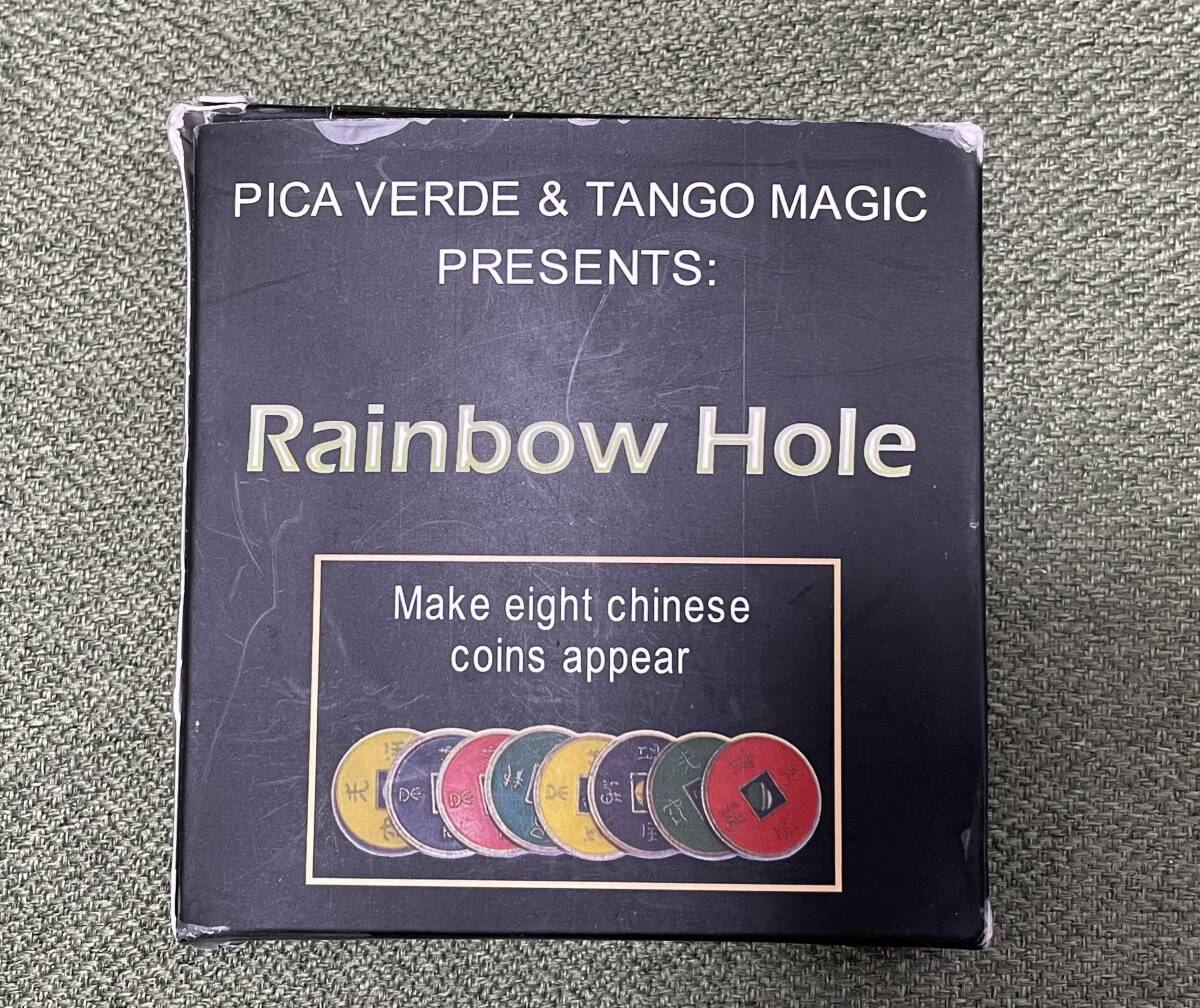 PICA VERDE & TANGO MAGIC
PRESENTS:
Rainbow Hole
Make eight chinese
coins appear